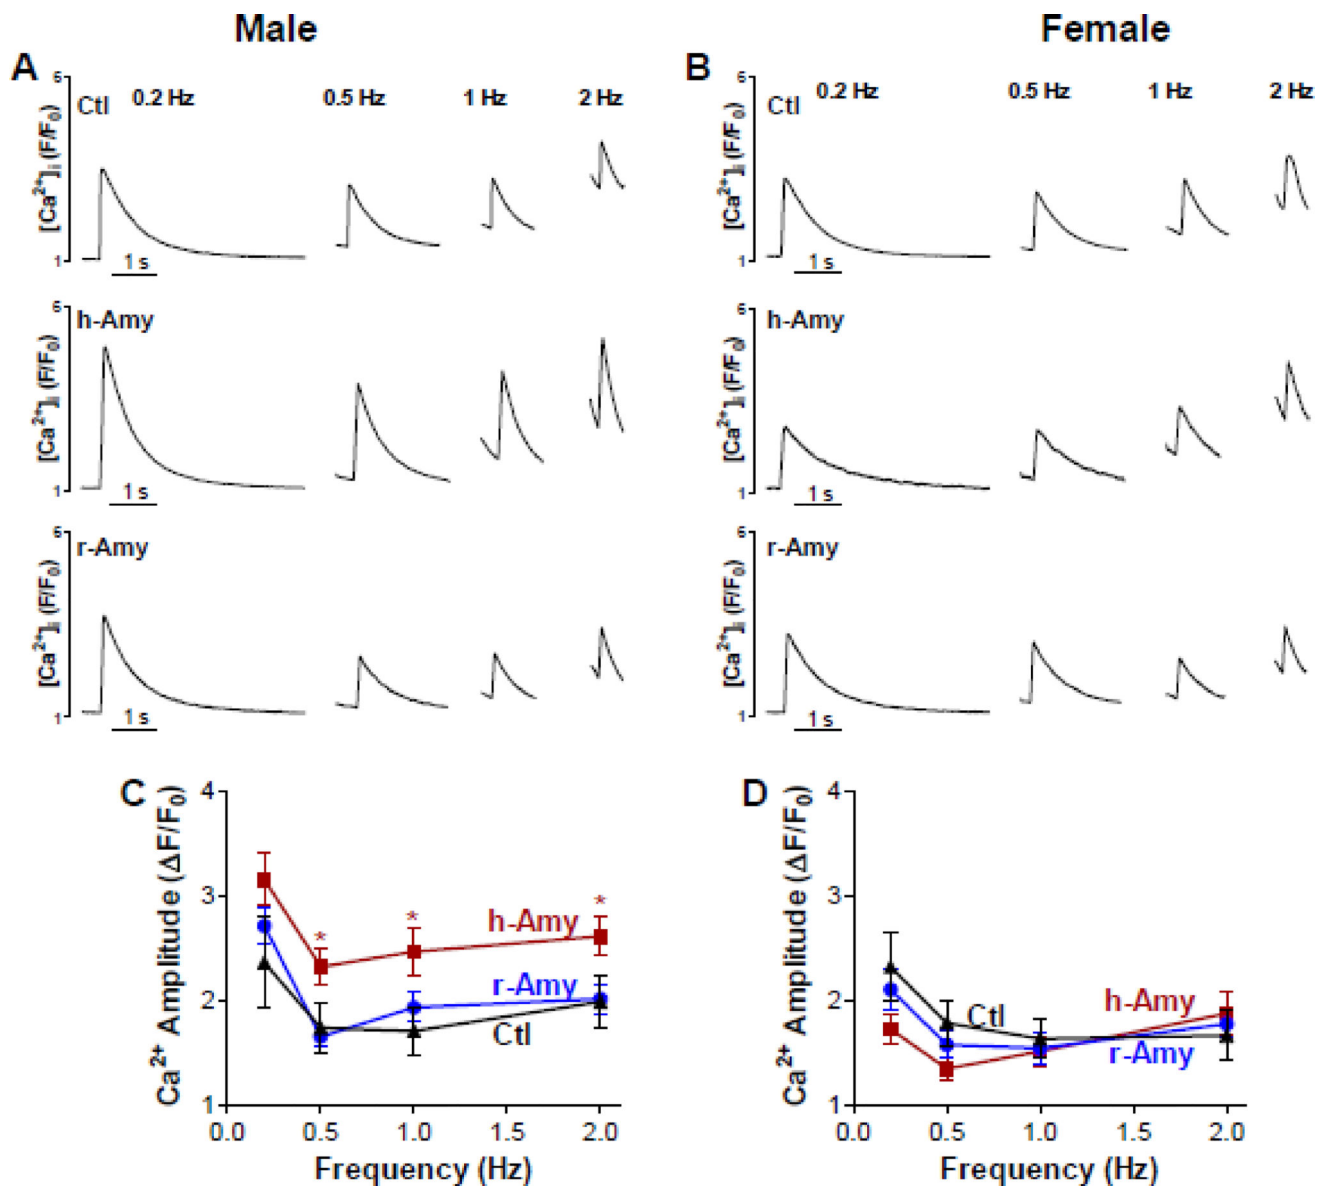 Male Female
A B
6 Ctl 0.2 Hz 0.5 Hz 1 Hz 2 Hz
6 Ctl 0.2 Hz 0.5 Hz 1 Hz 2 Hz
[Ca²⁺]ᵢ (F/F₀)
[Ca²⁺]ᵢ (F/F₀)
1 1 s
1 1 s
6 h-Amy
6 h-Amy
[Ca²⁺]ᵢ (F/F₀)
[Ca²⁺]ᵢ (F/F₀)
1 1 s
1 1 s
6 r-Amy
6 r-Amy
[Ca²⁺]ᵢ (F/F₀)
[Ca²⁺]ᵢ (F/F₀)
1 1 s
1 1 s
C
Ca²⁺ Amplitude (ΔF/F₀)
4
3
2
1
* * *
h-Amy
r-Amy
Ctl
0.0 0.5 1.0 1.5 2.0
Frequency (Hz)
D
Ca²⁺ Amplitude (ΔF/F₀)
4
3
2
1
Ctl
h-Amy
r-Amy
0.0 0.5 1.0 1.5 2.0
Frequency (Hz)